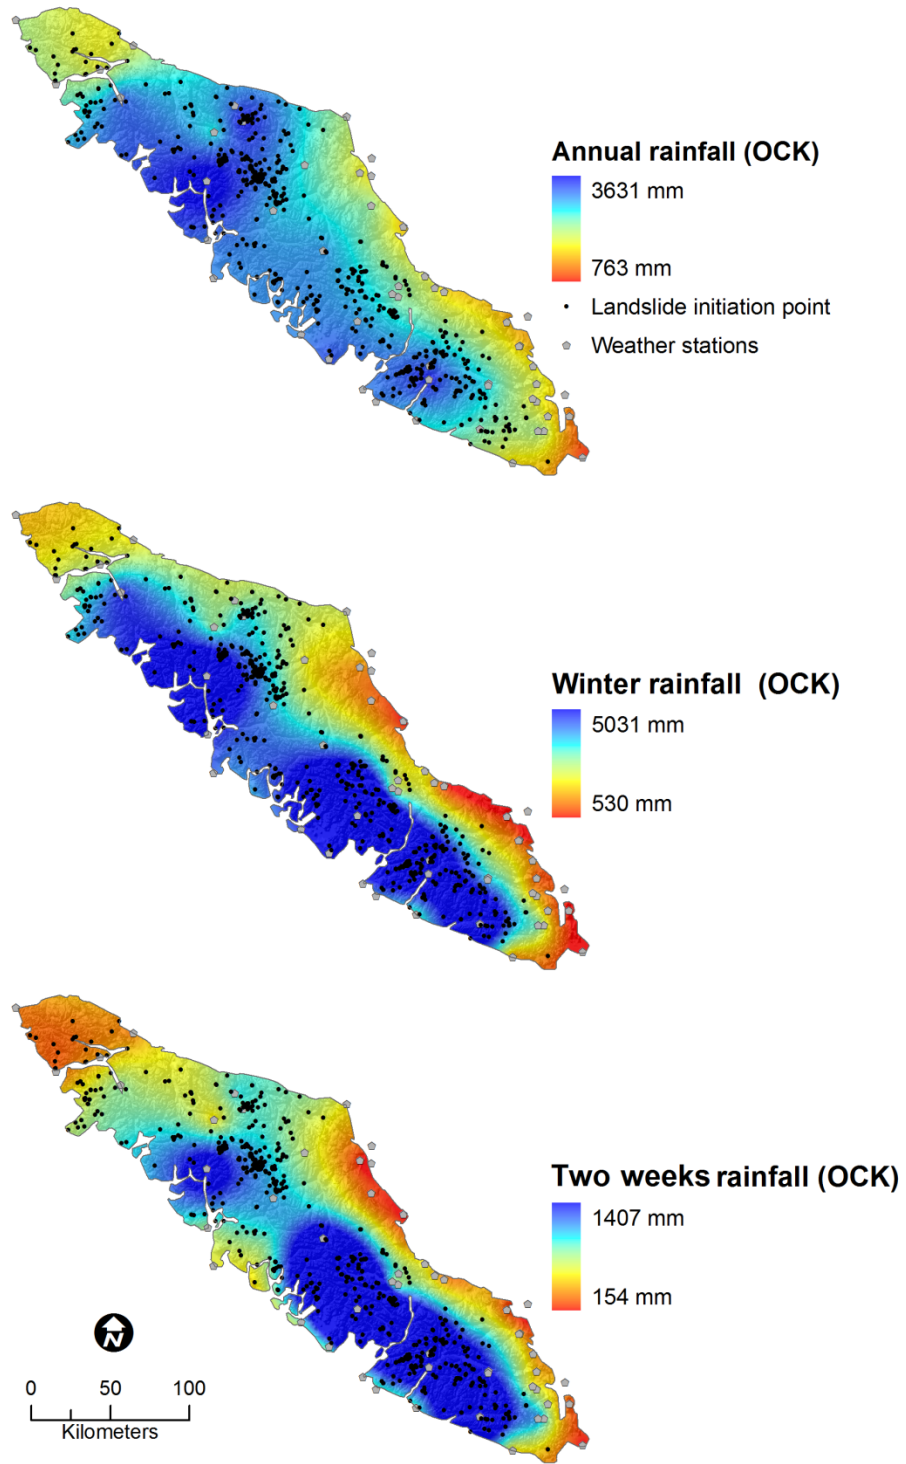 Annual rainfall (OCK)
3631 mm
763 mm
Landslide initiation point
Weather stations
Winter rainfall (OCK)
5031 mm
530 mm
Two weeks rainfall (OCK)
1407 mm
154 mm
N
0 50 100
Kilometers